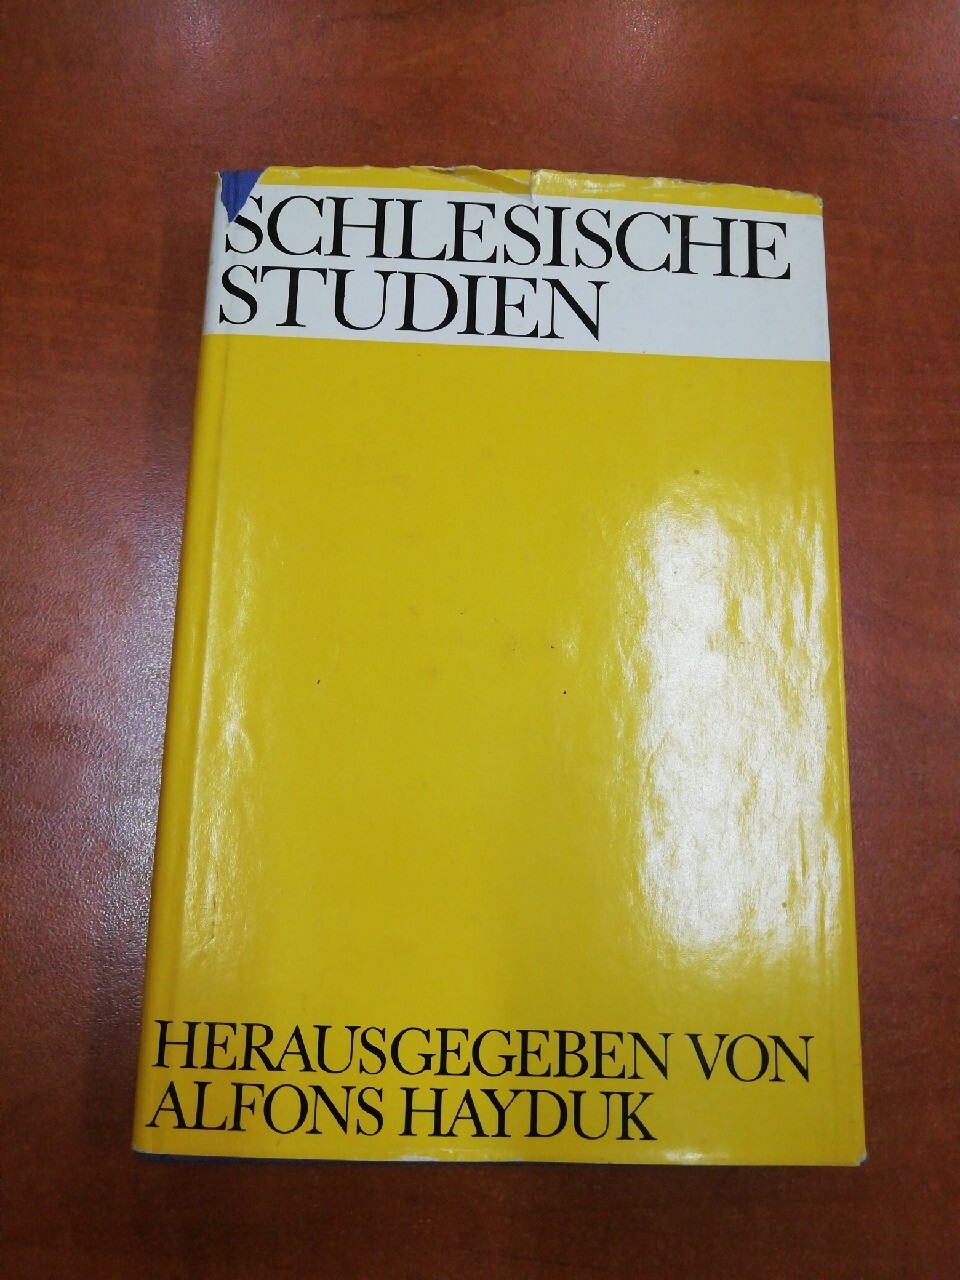 SCHLESISCHE
STUDIEN
HERAUSGEGEBEN VON
ALFONS HAYDUK